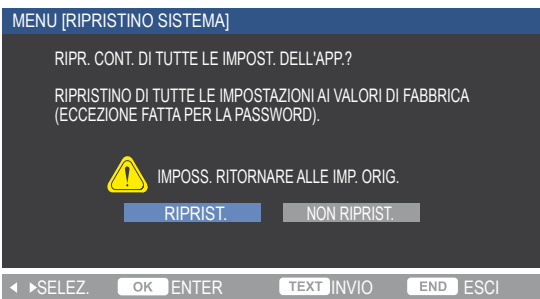 MENU [RIPRISTINO SISTEMA]
RIPR. CONT. DI TUTTE LE IMPOST. DELL'APP.?
RIPRISTINO DI TUTTE LE IMPOSTAZIONI AI VALORI DI FABBRICA
(ECCEZIONE FATTA PER LA PASSWORD).
IMPOSS. RITORNARE ALLE IMP. ORIG.
RIPRIST. NON RIPRIST.
SELEZ. OK ENTER TEXT INVIO END ESCI